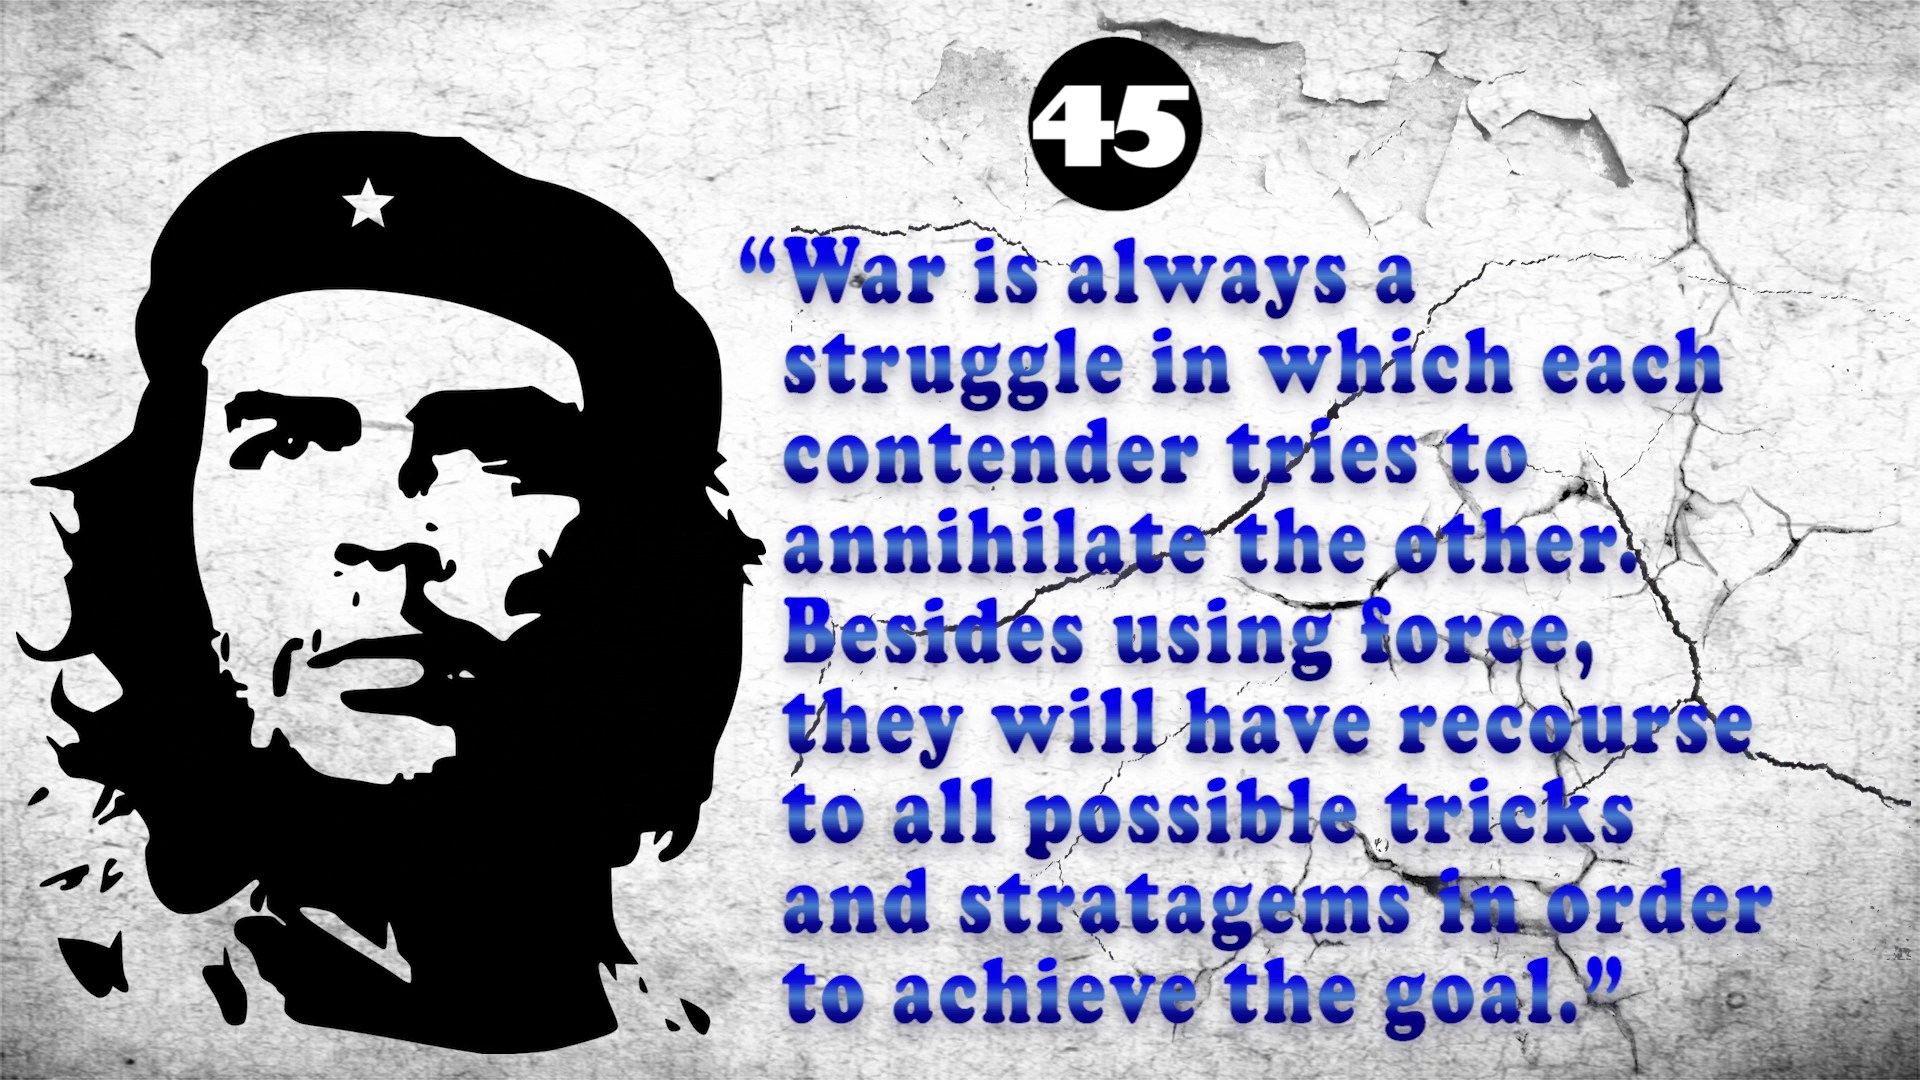 45
“War is always a
struggle in which each
contender tries to
annihilate the other.
Besides using force,
they will have recourse
to all possible tricks
and stratagems in order
to achieve the goal.”